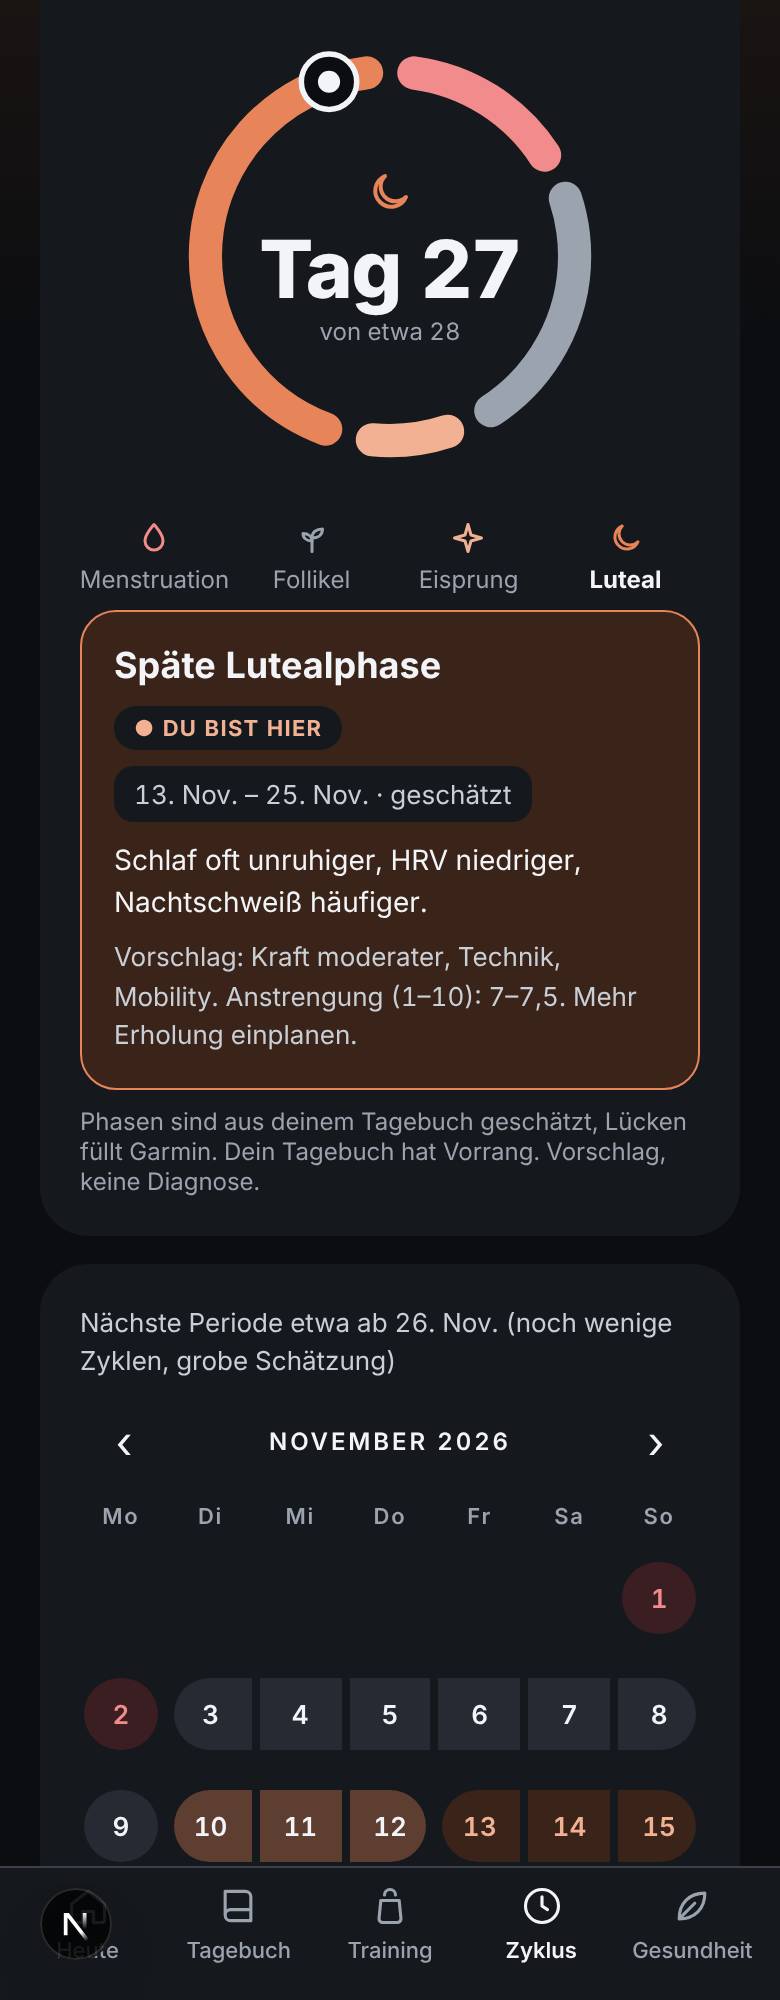 Tag 27
von etwa 28
Menstruation Follikel Eisprung Luteal
Späte Lutealphase
DU BIST HIER
13. Nov. – 25. Nov. · geschätzt
Schlaf oft unruhiger, HRV niedriger,
Nachtschweiß häufiger.
Vorschlag: Kraft moderater, Technik,
Mobility. Anstrengung (1–10): 7–7,5. Mehr
Erholung einplanen.
Phasen sind aus deinem Tagebuch geschätzt, Lücken
füllt Garmin. Dein Tagebuch hat Vorrang. Vorschlag,
keine Diagnose.
Nächste Periode etwa ab 26. Nov. (noch wenige
Zyklen, grobe Schätzung)
‹ NOVEMBER 2026 ›
Mo Di Mi Do Fr Sa So
1
2 3 4 5 6 7 8
9 10 11 12 13 14 15
N
Heute Tagebuch Training Zyklus Gesundheit